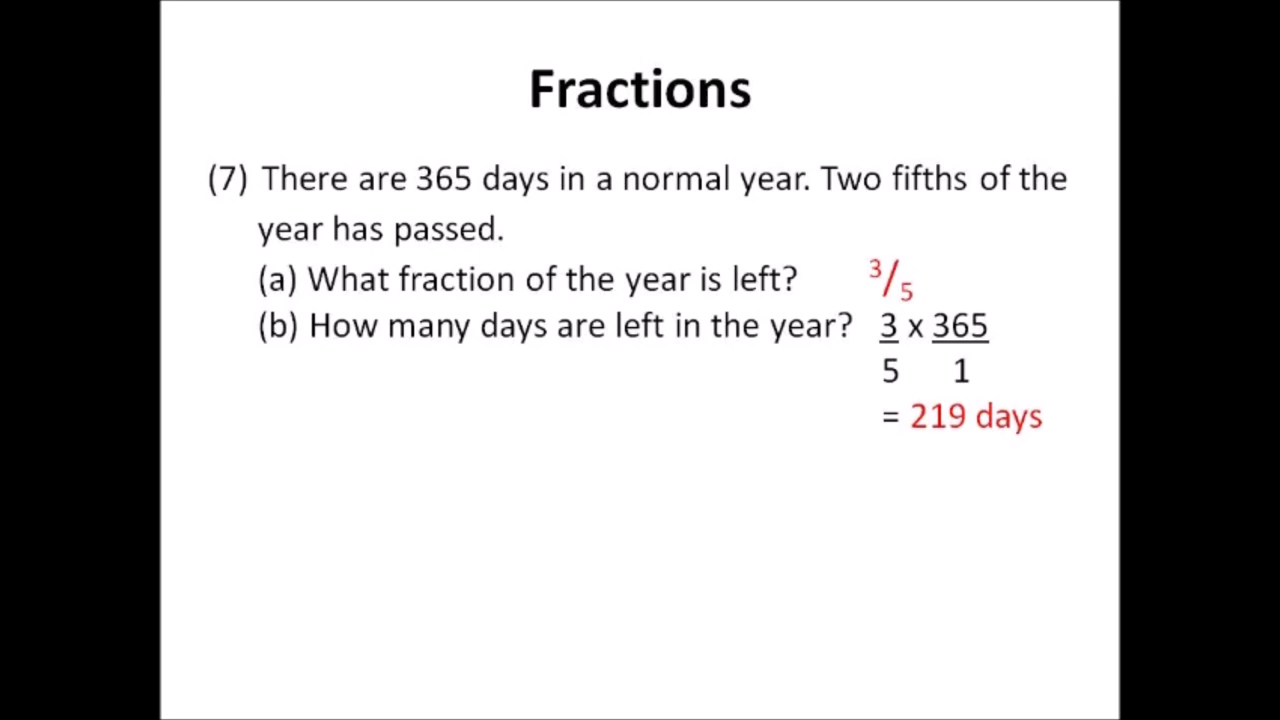 Fractions
(7) There are 365 days in a normal year. Two fifths of the
year has passed.
(a) What fraction of the year is left? 3/5
(b) How many days are left in the year? 3 x 365
5 1
= 219 days